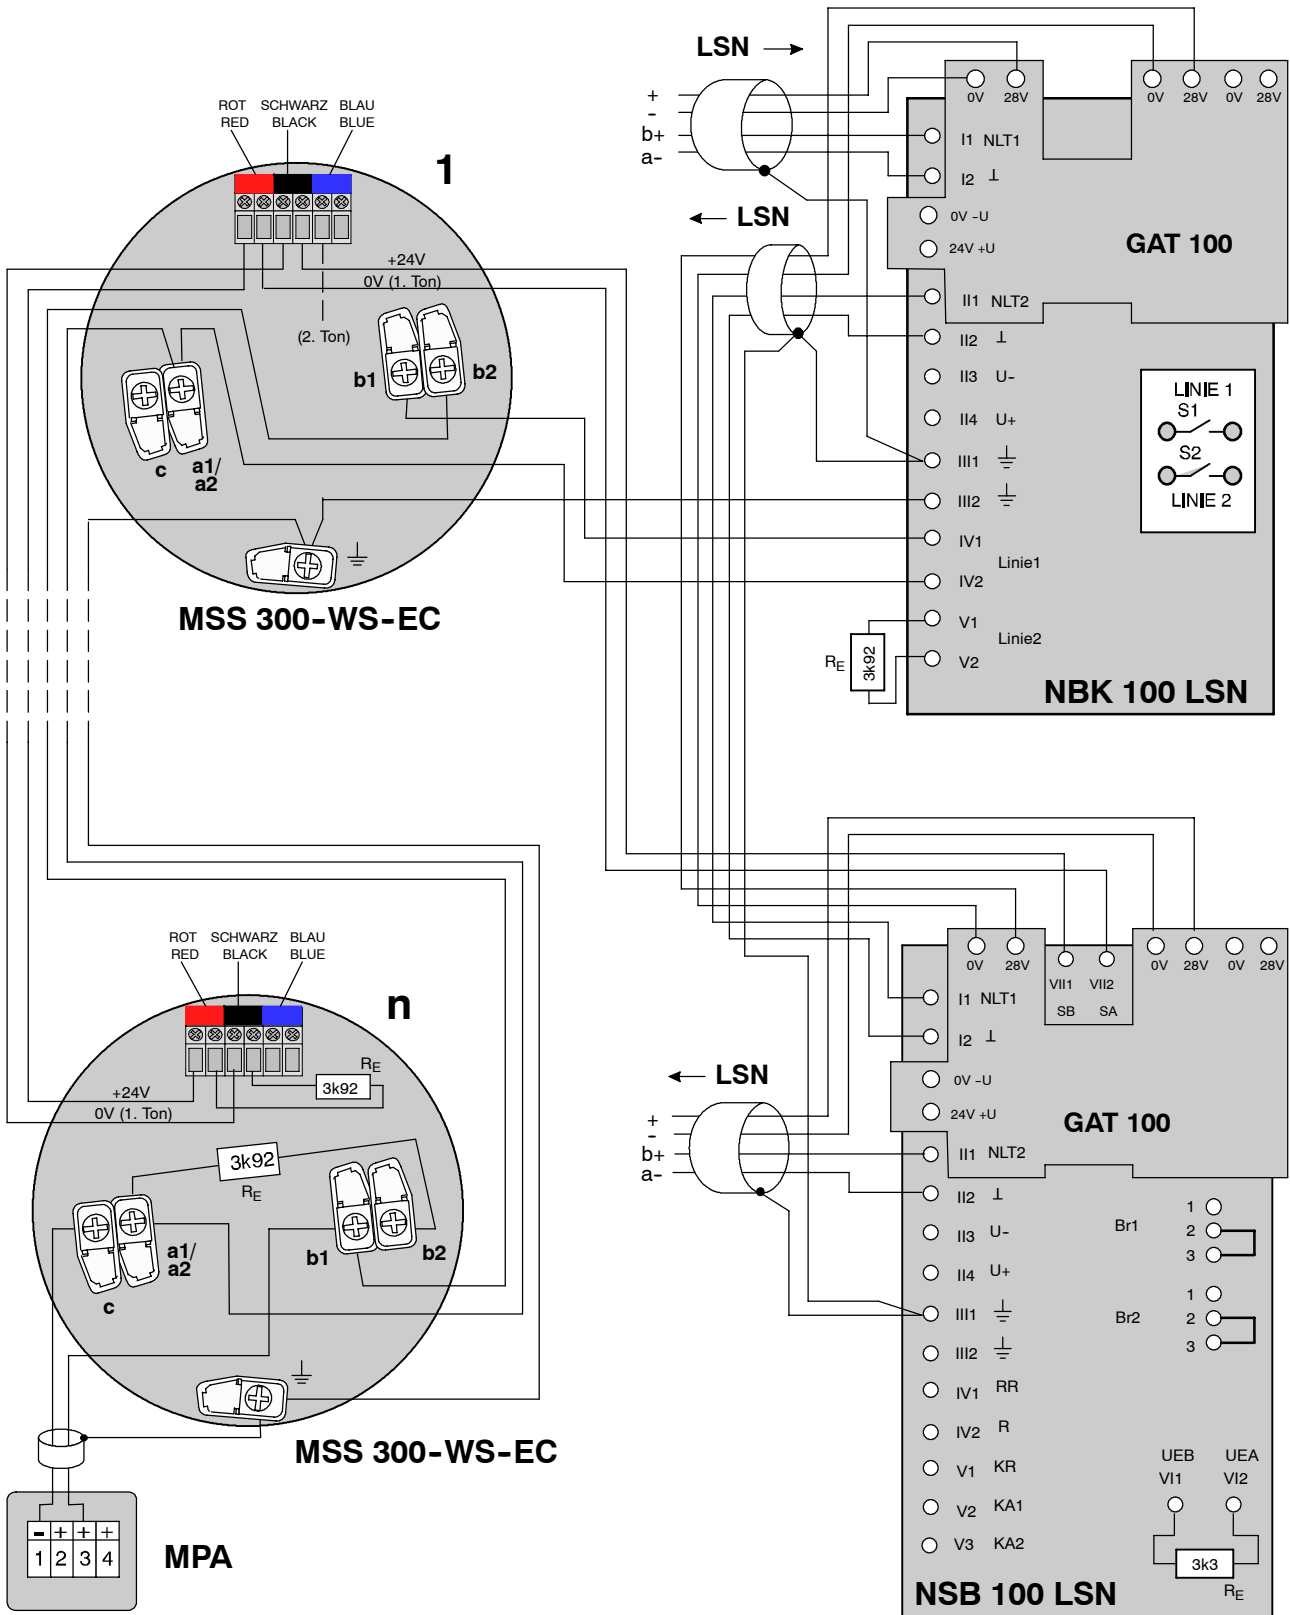 LSN
+
-
b+
a-
0V 28V
0V 28V 0V 28V
I1 NLT1
I2 ⊥
0V -U
24V +U
GAT 100
II1 NLT2
II2 ⊥
II3 U-
II4 U+
III1
III2
IV1
Linie1
IV2
V1
Linie2
V2
RE
3k92
LINIE 1
S1
S2
LINIE 2
NBK 100 LSN
LSN
ROT SCHWARZ BLAU
RED BLACK BLUE
1
+24V
0V (1. Ton)
(2. Ton)
b1
b2
c
a1/
a2
MSS 300-WS-EC
ROT SCHWARZ BLAU
RED BLACK BLUE
n
RE
3k92
+24V
0V (1. Ton)
3k92
RE
b1
b2
a1/
a2
c
MSS 300-WS-EC
- + + +
1 2 3 4
MPA
LSN
+
-
b+
a-
0V 28V
VII1 VII2
SB SA
0V 28V 0V 28V
I1 NLT1
I2 ⊥
0V -U
24V +U
GAT 100
II1 NLT2
II2 ⊥
II3 U-
II4 U+
III1
III2
IV1 RR
IV2 R
V1 KR
V2 KA1
V3 KA2
Br1
1
2
3
Br2
1
2
3
UEB UEA
VI1 VI2
3k3
RE
NSB 100 LSN